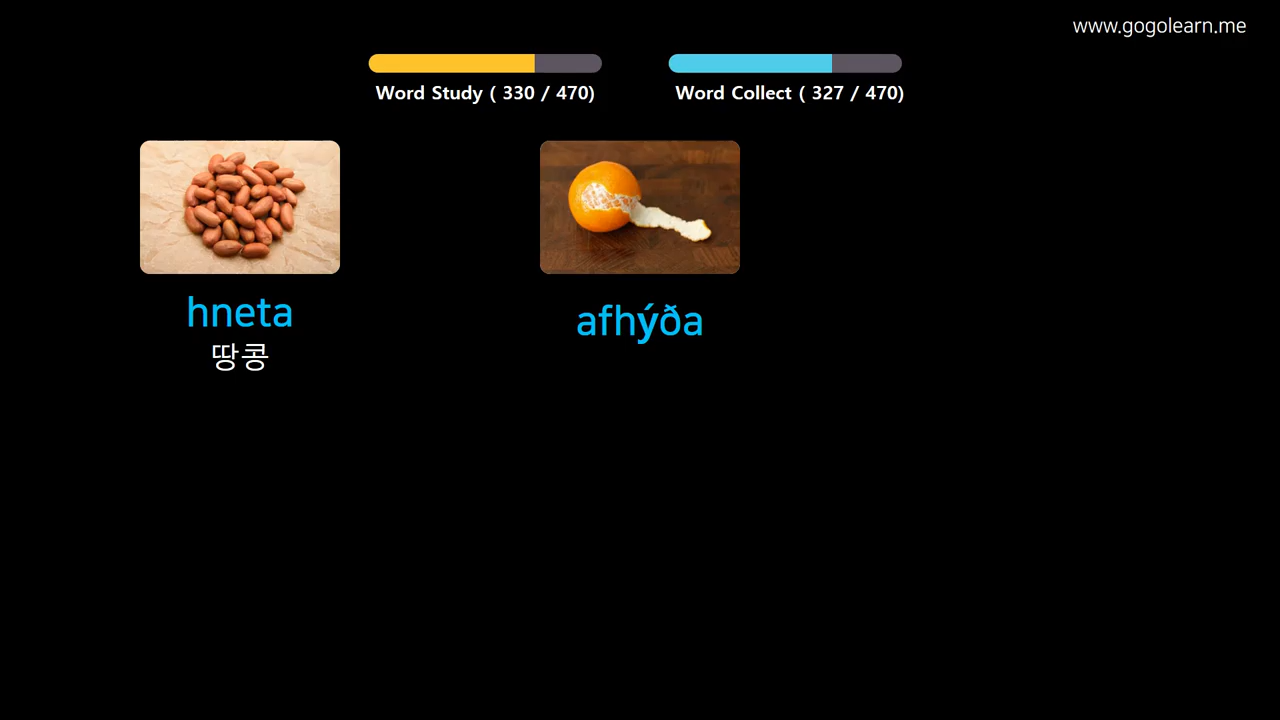 www.gogolearn.me
Word Study ( 330 / 470)
Word Collect ( 327 / 470)
hneta
땅콩
afhýða